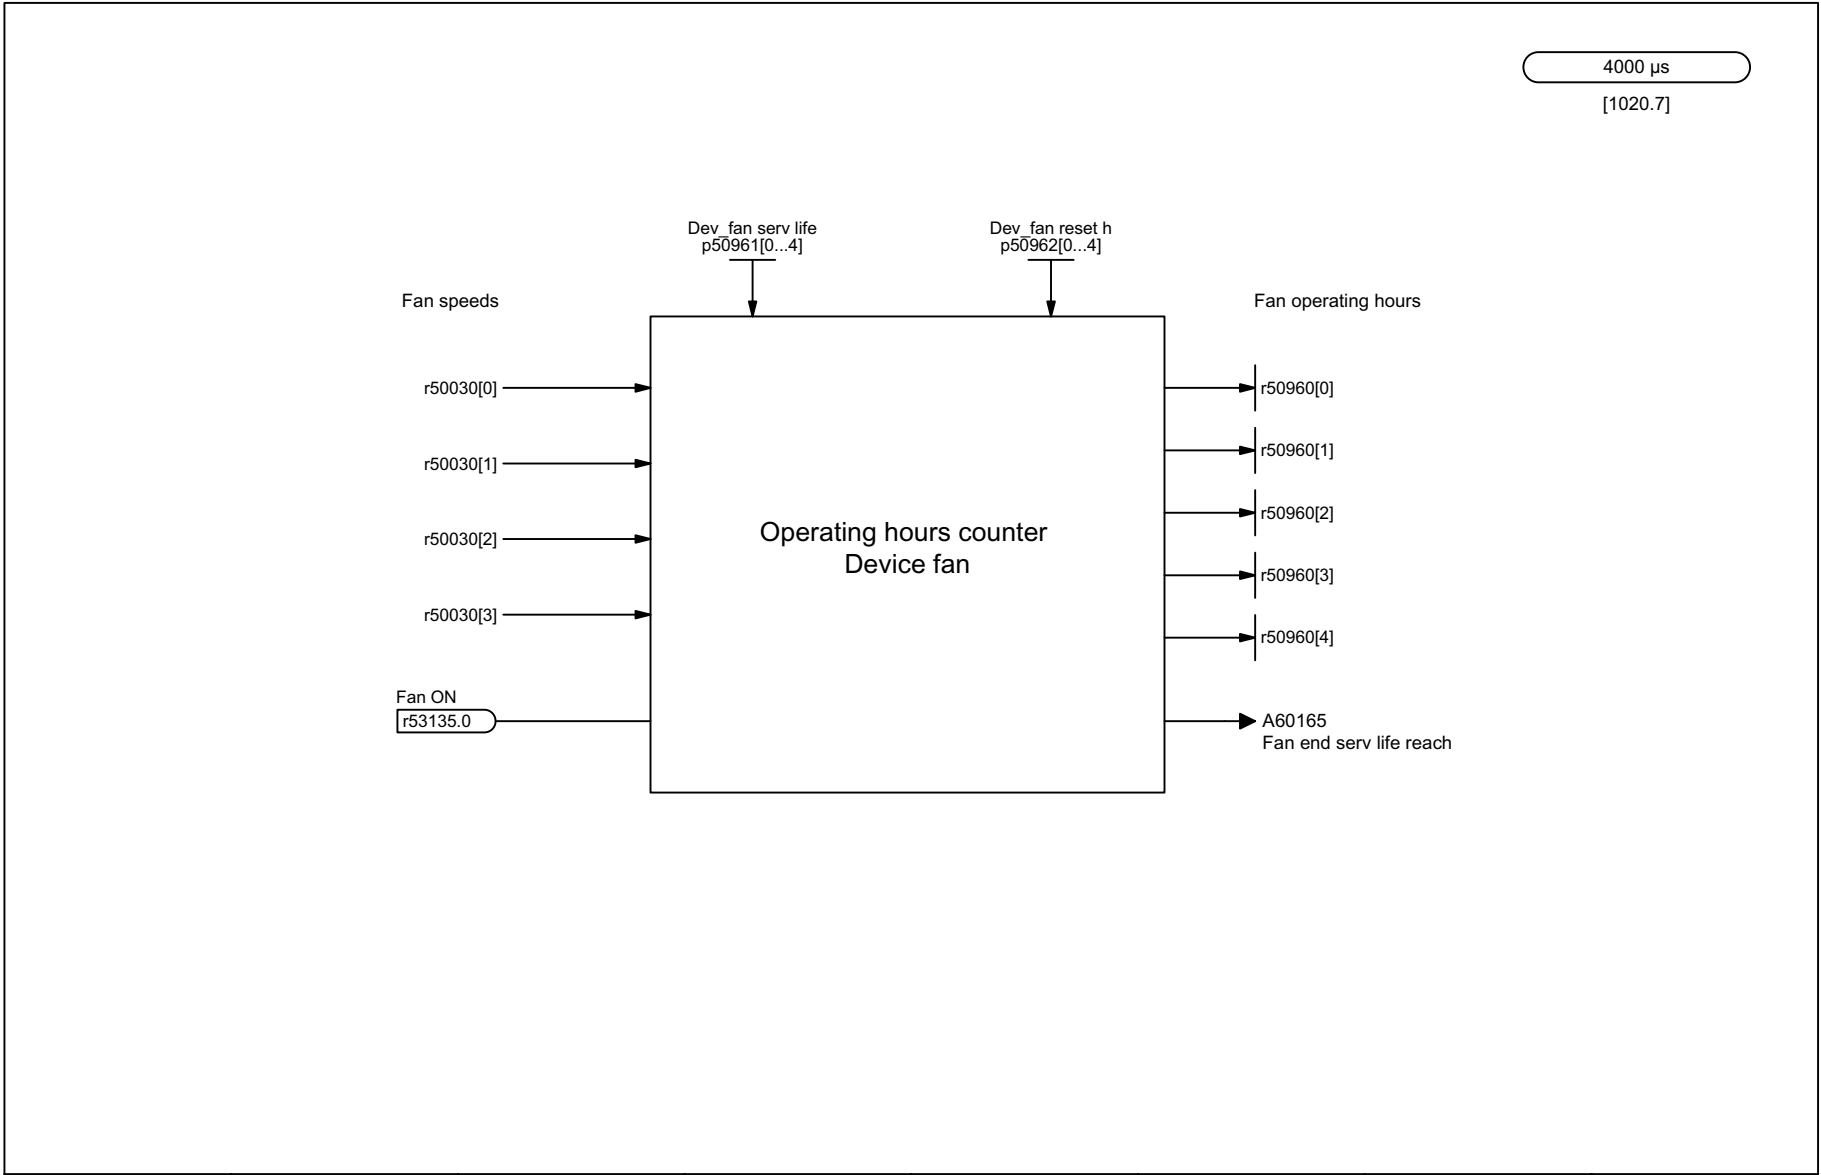 4000 µs
[1020.7]
Dev_fan serv life
p50961[0...4]
Dev_fan reset h
p50962[0...4]
Fan speeds
Fan operating hours
r50030[0]
r50030[1]
r50030[2]
r50030[3]
Fan ON
r53135.0
Operating hours counter
Device fan
r50960[0]
r50960[1]
r50960[2]
r50960[3]
r50960[4]
A60165
Fan end serv life reach